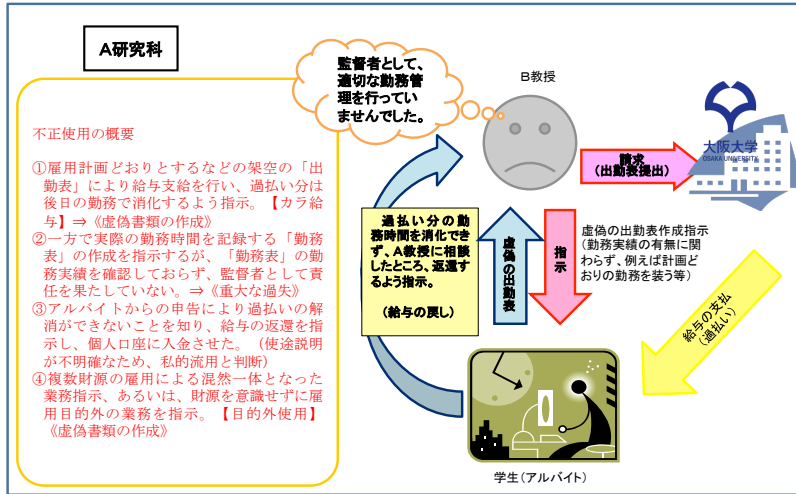 A研究科
不正使用の概要
①雇用計画どおりとするなどの架空の「出
勤表」により給与支給を行い、過払い分は
後日の勤務で消化するよう指示。【カラ給
与】⇒《虚偽書類の作成》
②一方で実際の勤務時間を記録する「勤務
表」の作成を指示するが、「勤務表」の勤
務実績を確認しておらず、監督者として責
任を果たしていない。⇒《重大な過失》
③アルバイトからの申告により過払いの解
消ができないことを知り、給与の返還を指
示し、個人口座に入金させた。（使途説明
が不明確なため、私的流用と判断）
④複数財源の雇用による混然一体となった
業務指示、あるいは、財源を意識せずに雇
用目的外の業務を指示。【目的外使用】
《虚偽書類の作成》
監督者として、
適切な勤務管
理を行ってい
ませんでした。
B教授
請求
（出勤表提出）
大阪大学
OSAKA UNIVERSITY
過払い分の勤
務時間を消化でき
ず、A教授に相談
したところ、返還す
るよう指示。
（給与の戻し）
虚偽の出勤表
指示
虚偽の出勤表作成指示
（勤務実績の有無に関
わらず、例えば計画ど
おりの勤務を装う等）
給与の支払
（過払い）
学生（アルバイト）